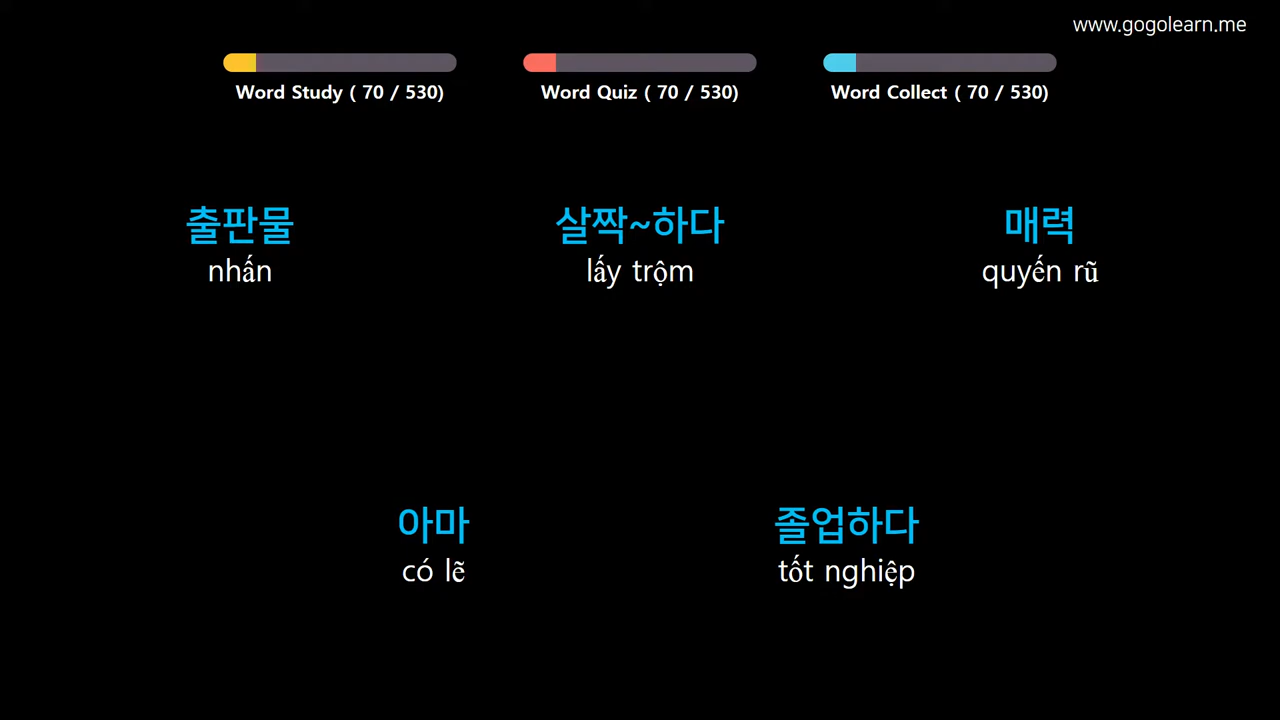 www.gogolearn.me
Word Study ( 70 / 530)
Word Quiz ( 70 / 530)
Word Collect ( 70 / 530)
출판물
nhấn
살짝~하다
lấy trộm
매력
quyến rũ
아마
có lẽ
졸업하다
tốt nghiệp